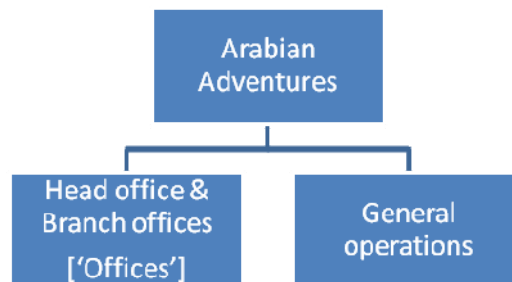 Arabian
Adventures
Head office &
Branch offices
['Offices']
General
operations